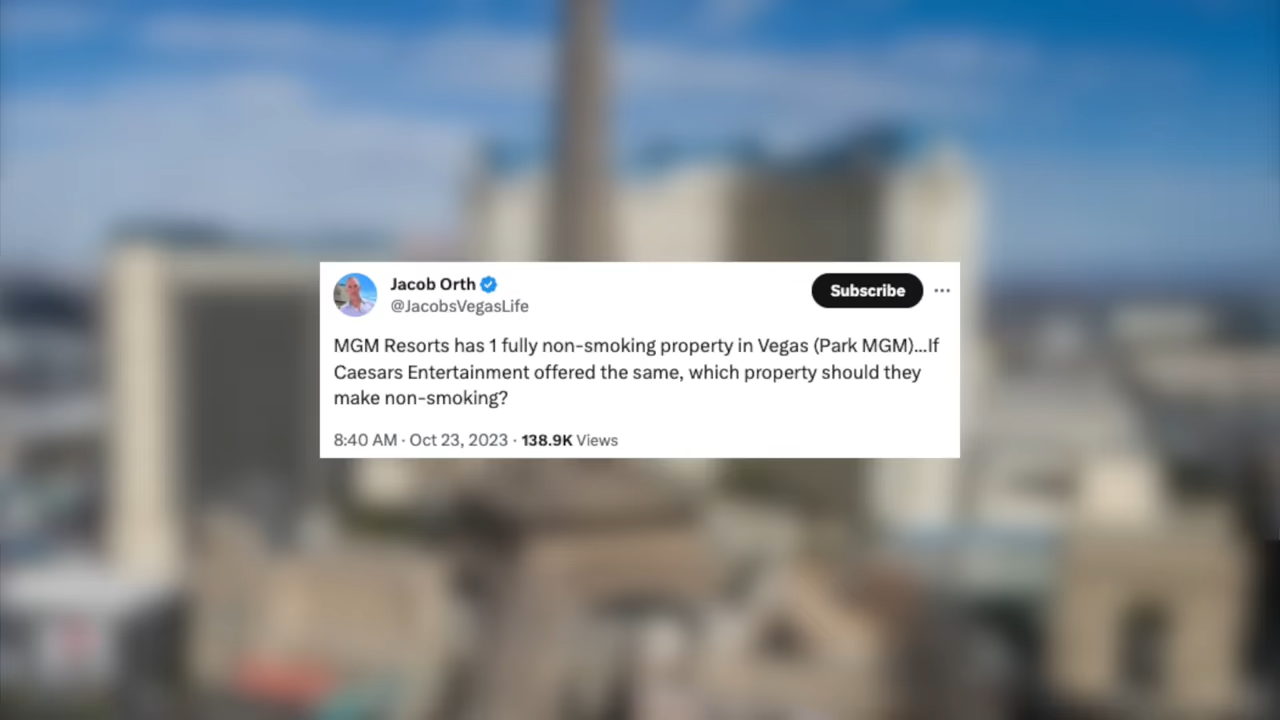 Jacob Orth
@JacobsVegasLife
Subscribe
MGM Resorts has 1 fully non-smoking property in Vegas (Park MGM)...If
Caesars Entertainment offered the same, which property should they
make non-smoking?
8:40 AM · Oct 23, 2023 · 138.9K Views